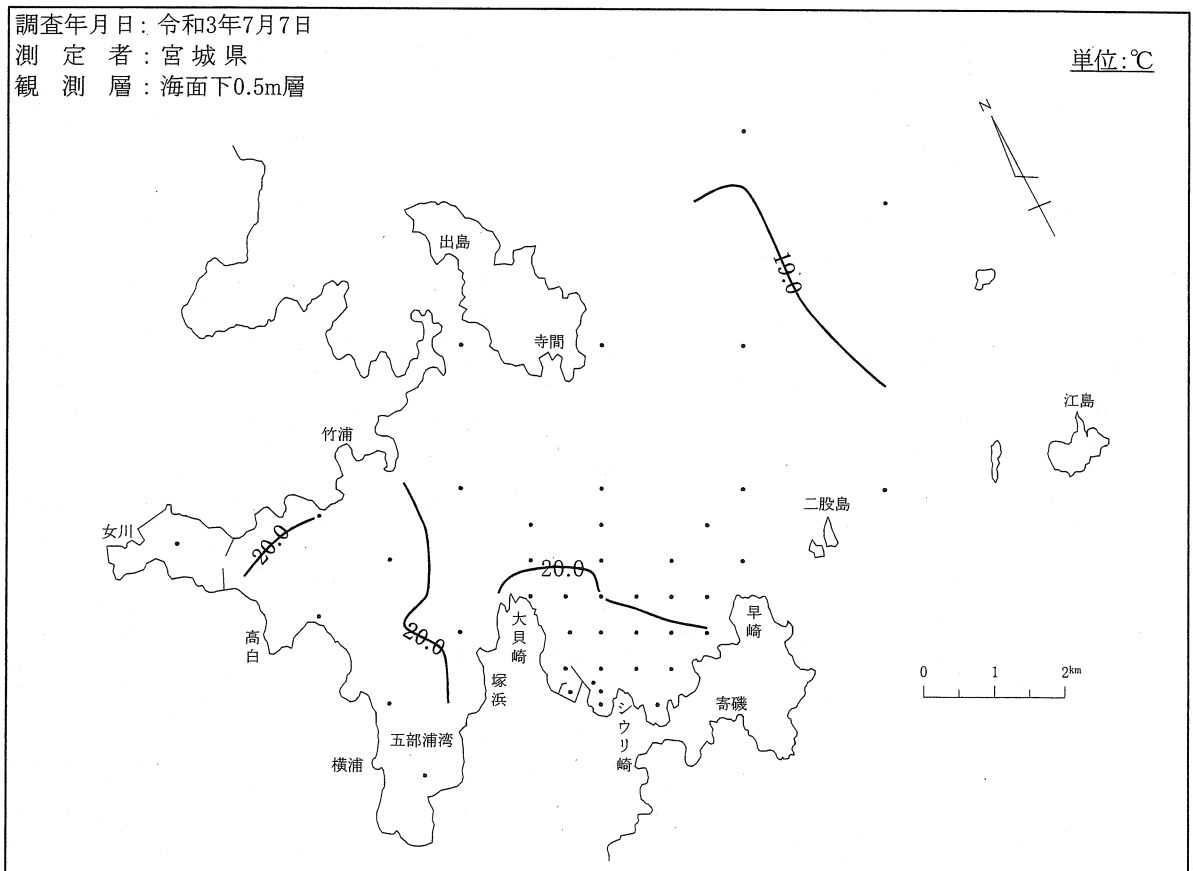 調査年月日：令和3年7月7日
測定者：宮城県
観測層：海面下0.5m層
単位：℃
N
出島
19.0
寺間
江島
竹浦
二股島
女川
20.0
20.0
大貝崎
早崎
高白
20.0
塚浜
寄磯
シウリ崎
0 1 2km
五部浦湾
横浦